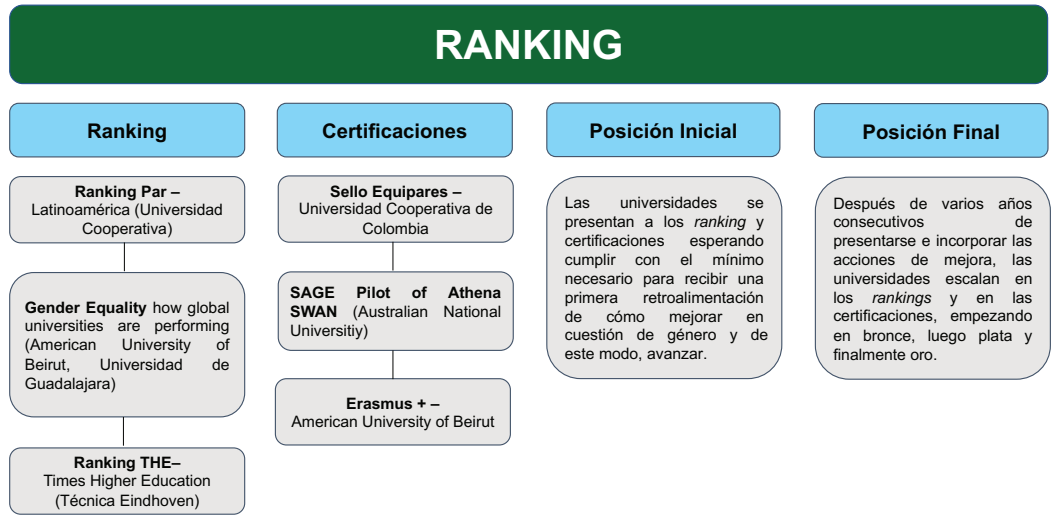 RANKING
Ranking
Ranking Par –
Latinoamérica (Universidad
Cooperativa)
Gender Equality how global
universities are performing
(American University of
Beirut, Universidad de
Guadalajara)
Ranking THE–
Times Higher Education
(Técnica Eindhoven)
Certificaciones
Sello Equipares –
Universidad Cooperativa de
Colombia
SAGE Pilot of Athena
SWAN (Australian National
Universitiy)
Erasmus + –
American University of Beirut
Posición Inicial
Las universidades se
presentan a los ranking y
certificaciones esperando
cumplir con el mínimo
necesario para recibir una
primera retroalimentación
de cómo mejorar en
cuestión de género y de
este modo, avanzar.
Posición Final
Después de varios años
consecutivos de
presentarse e incorporar las
acciones de mejora, las
universidades escalan en
los rankings y en las
certificaciones, empezando
en bronce, luego plata y
finalmente oro.